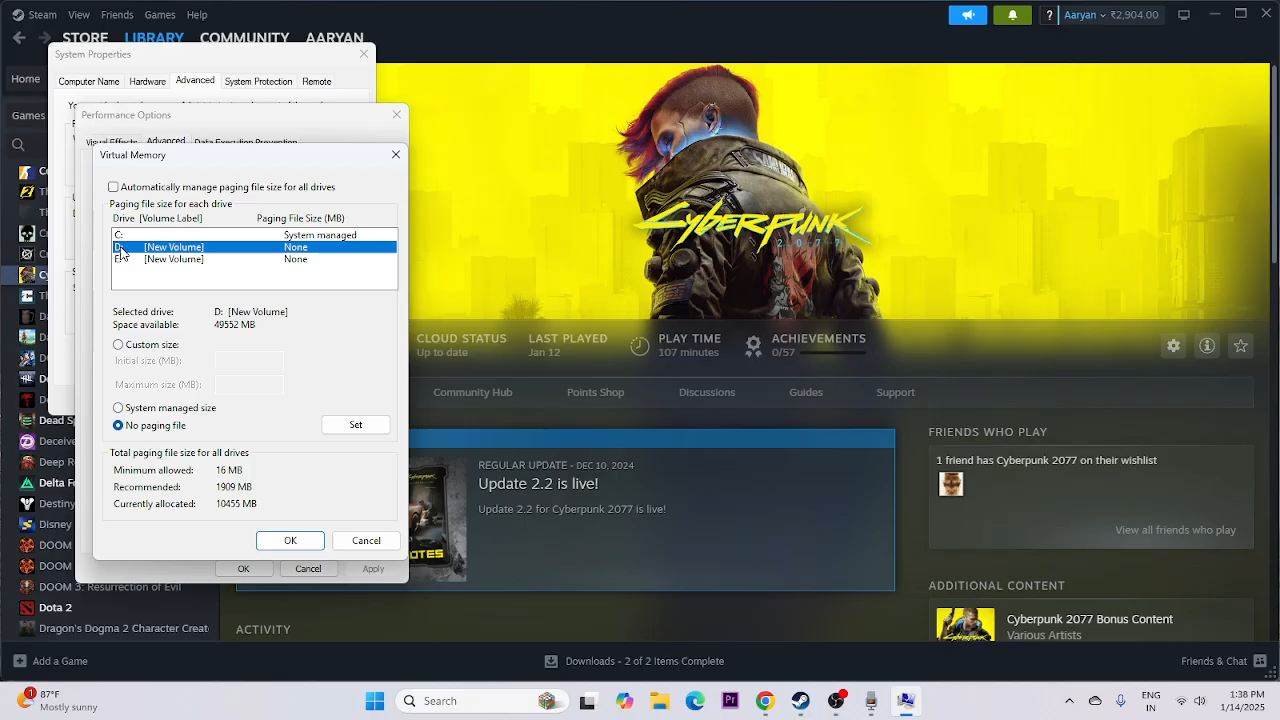 Steam View Friends Games Help
? Aaryan ₹2,904.00
STORE LIBRARY COMMUNITY AARYAN
System Properties
Home
Computer Name Hardware Advanced System Protection Remote
Games
Performance Options
Visual Effects Advanced Data Execution Prevention
Virtual Memory
Automatically manage paging file size for all drives
Paging file size for each drive
Drive [Volume Label] Paging File Size (MB)
C: System managed
D: [New Volume] None
E: [New Volume] None
CYBERPUNK
2077
Selected drive: D: [New Volume]
Space available: 49552 MB
Custom size:
Initial size (MB):
Maximum size (MB):
System managed size
No paging file
Set
Total paging file size for all drives
Minimum allowed: 16 MB
Recommended: 1909 MB
Currently allocated: 10455 MB
OK Cancel
OK Cancel Apply
CLOUD STATUS
Up to date
LAST PLAYED
Jan 12
PLAY TIME
107 minutes
ACHIEVEMENTS
0/57
Community Hub Points Shop Discussions Guides Support
REGULAR UPDATE - DEC 10, 2024
Update 2.2 is live!
Update 2.2 for Cyberpunk 2077 is live!
OTES
FRIENDS WHO PLAY
1 friend has Cyberpunk 2077 on their wishlist
View all friends who play
ADDITIONAL CONTENT
Cyberpunk 2077 Bonus Content
Various Artists
ACTIVITY
Dead S
Deceive
Deep R
Delta F
Destiny
Disney
DOOM
DOOM
DOOM 3: Resurrection of Evil
Dota 2
Dragon's Dogma 2 Character Create
Add a Game
Downloads - 2 of 2 Items Complete
Friends & Chat
1
87°F
Mostly sunny
Search
Pr
ENG
IN
1:38 PM
1/14/2025